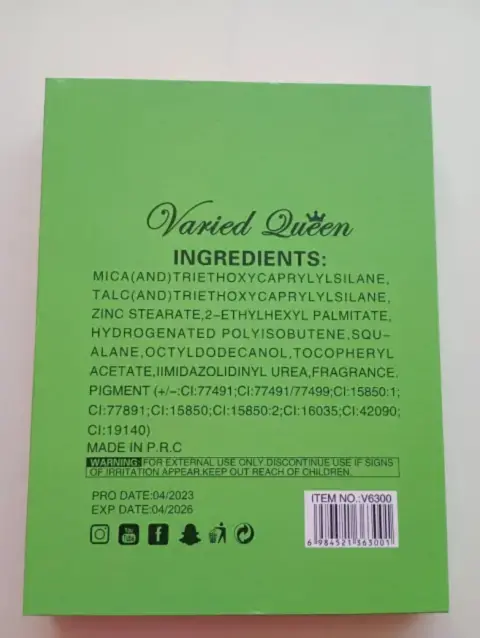 Varied Queen
INGREDIENTS:
MICA(AND)TRIETHOXYCAPRYLYLSILANE,
TALC(AND)TRIETHOXYCAPRYLYLSILANE,
ZINC STEARATE,2-ETHYLHEXYL PALMITATE,
HYDROGENATED POLYISOBUTENE,SQU-
ALANE,OCTYLDODECANOL,TOCOPHERYL
ACETATE,IIMIDAZOLIDINYL UREA,FRAGRANCE.
PIGMENT (+/-:CI:77491;CI:77491/77499;CI:15850:1;
CI:77891;CI:15850;CI:15850:2;CI:16035;CI:42090;
CI:19140)
MADE IN P.R.C
WARNING: FOR EXTERNAL USE ONLY.DISCONTINUE USE IF SIGNS
OF IRRITATION APPEAR.KEEP OUT REACH OF CHILDREN.
PRO DATE:04/2023
EXP DATE:04/2026
ITEM NO.:V6300
6 984521 363001